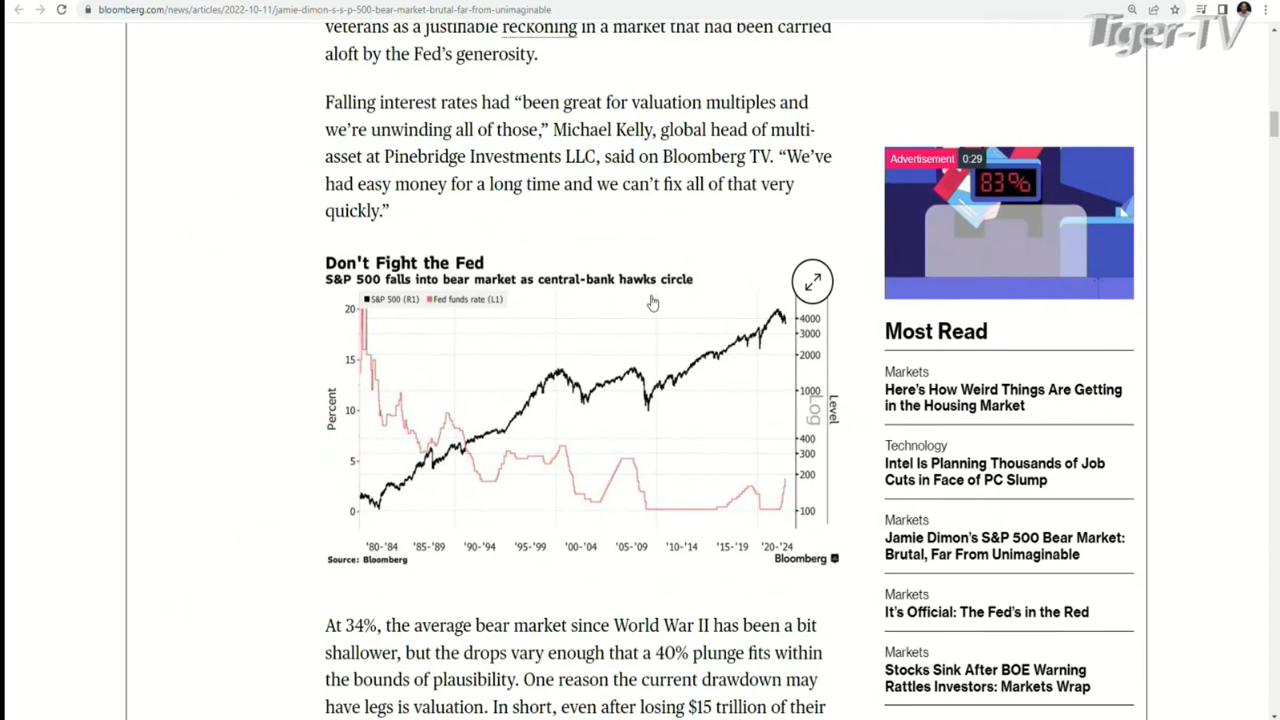 bloomberg.com/news/articles/2022-10-11/jamie-dimon-s-s-p-500-bear-market-brutal-far-from-unimaginable
Tiger-TV
veterans as a justifiable reckoning in a market that had been carried
aloft by the Fed's generosity.
Falling interest rates had “been great for valuation multiples and
we're unwinding all of those,” Michael Kelly, global head of multi-
asset at Pinebridge Investments LLC, said on Bloomberg TV. “We've
had easy money for a long time and we can't fix all of that very
quickly.”
Don't Fight the Fed
S&P 500 falls into bear market as central-bank hawks circle
S&P 500 (R1) Fed funds rate (L1)
20
15
10
5
0
Percent
4000
3000
2000
1000
400
300
200
100
Log
Level
'80-'84 '85-'89 '90-'94 '95-'99 '00-'04 '05-'09 '10-'14 '15-'19 '20-'24
Source: Bloomberg
Bloomberg
At 34%, the average bear market since World War II has been a bit
shallower, but the drops vary enough that a 40% plunge fits within
the bounds of plausibility. One reason the current drawdown may
have legs is valuation. In short, even after losing $15 trillion of their
Advertisement 0:29
83%
Most Read
Markets
Here's How Weird Things Are Getting
in the Housing Market
Technology
Intel Is Planning Thousands of Job
Cuts in Face of PC Slump
Markets
Jamie Dimon's S&P 500 Bear Market:
Brutal, Far From Unimaginable
Markets
It's Official: The Fed's in the Red
Markets
Stocks Sink After BOE Warning
Rattles Investors: Markets Wrap